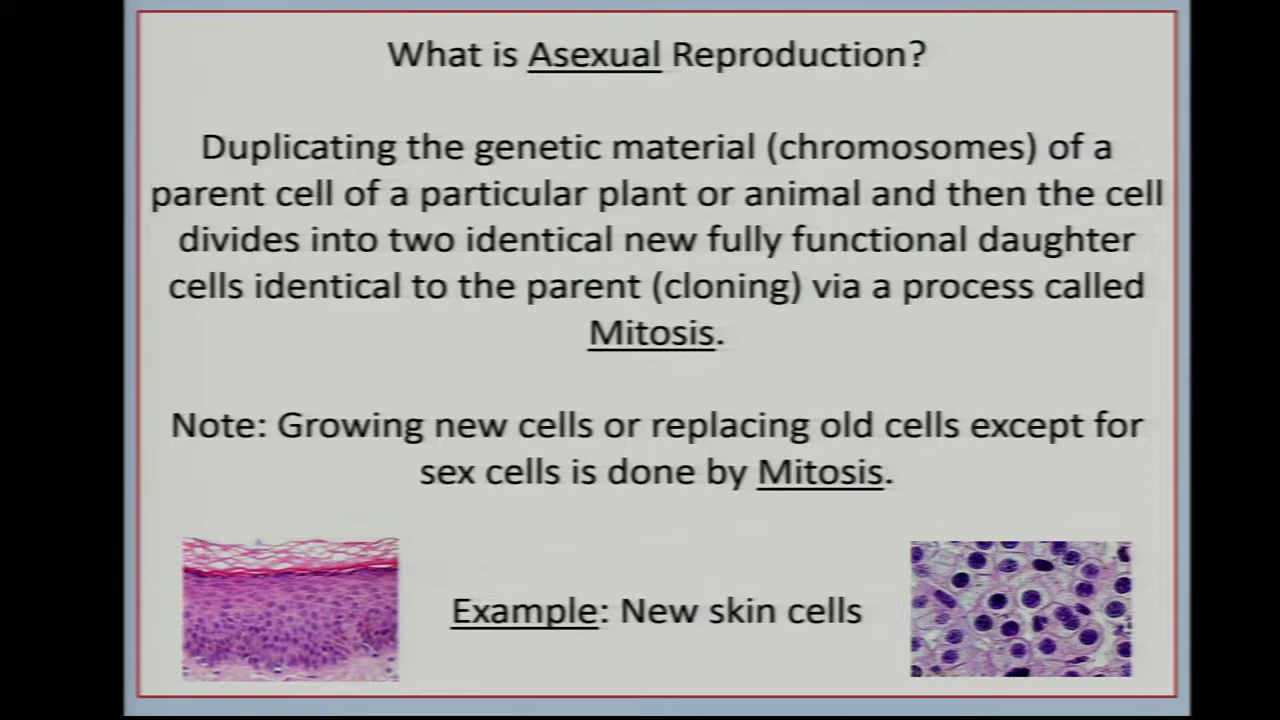 What is Asexual Reproduction?
Duplicating the genetic material (chromosomes) of a
parent cell of a particular plant or animal and then the cell
divides into two identical new fully functional daughter
cells identical to the parent (cloning) via a process called
Mitosis.
Note: Growing new cells or replacing old cells except for
sex cells is done by Mitosis.
Example: New skin cells